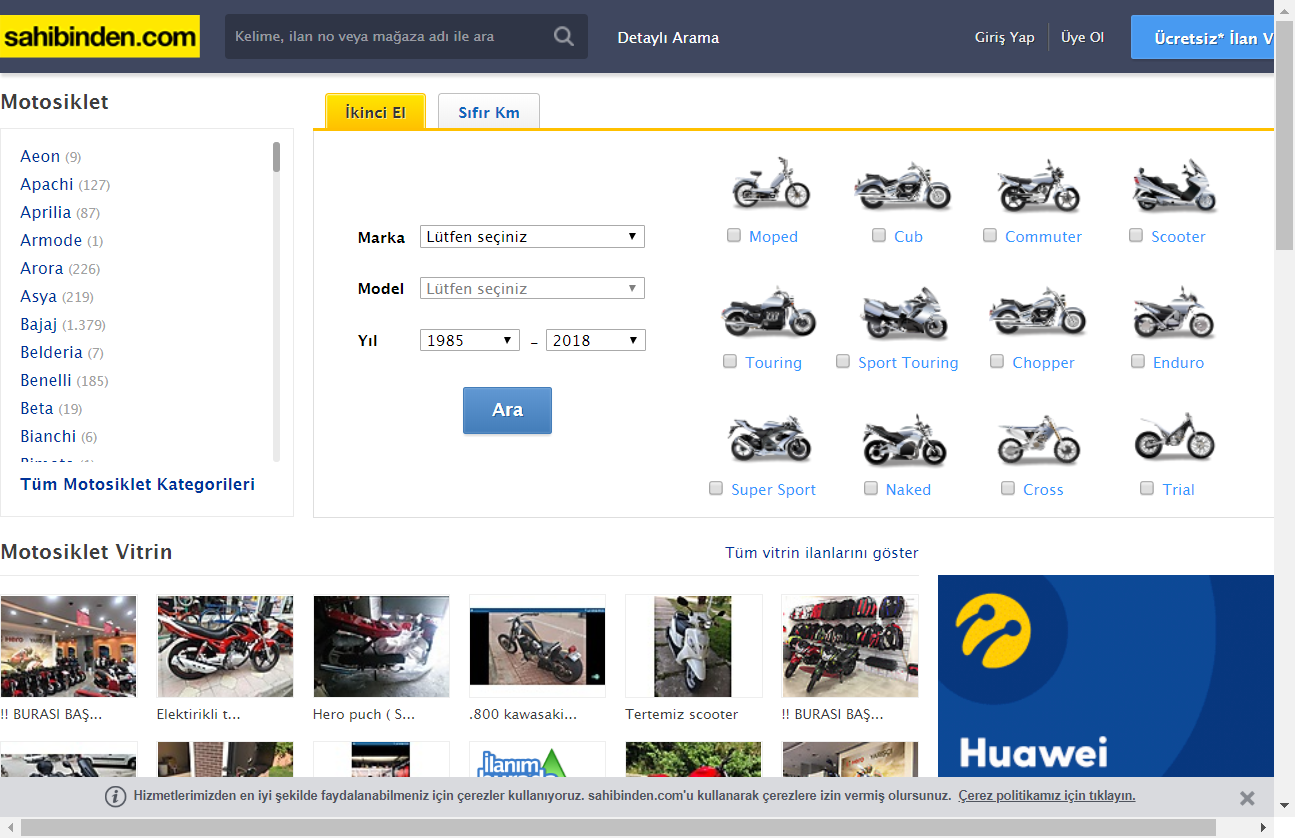 sahibinden.com
Kelime, ilan no veya mağaza adı ile ara
Detaylı Arama
Giriş Yap
Üye Ol
Ücretsiz* İlan V
Motosiklet
Aeon (9)
Apachi (127)
Aprilia (87)
Armode (1)
Arora (226)
Asya (219)
Bajaj (1.379)
Belderia (7)
Benelli (185)
Beta (19)
Bianchi (6)
Tüm Motosiklet Kategorileri
İkinci El
Sıfır Km
Marka Lütfen seçiniz
Model Lütfen seçiniz
Yıl 1985 – 2018
Ara
Moped Cub Commuter Scooter
Touring Sport Touring Chopper Enduro
Super Sport Naked Cross Trial
Motosiklet Vitrin
Tüm vitrin ilanlarını göster
!! BURASI BAŞ...
Elektirikli t...
Hero puch ( S...
.800 kawasaki...
Tertemiz scooter
!! BURASI BAŞ...
ilanım
Huawei
Hizmetlerimizden en iyi şekilde faydalanabilmeniz için çerezler kullanıyoruz. sahibinden.com'u kullanarak çerezlere izin vermiş olursunuz. Çerez politikamız için tıklayın.